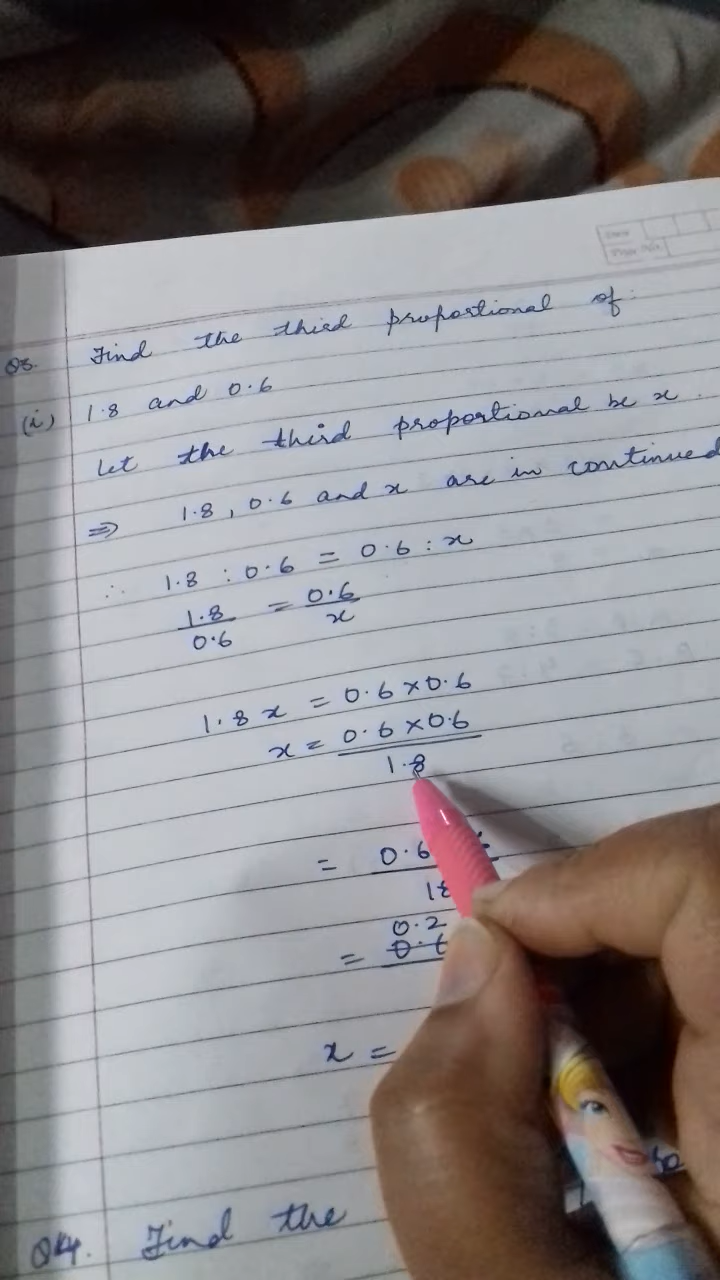 Q3. Find the third proportional of:
(i) 1.8 and 0.6
Let the third proportional be x.
⇒ 1.8, 0.6 and x are in continued
∴ 1.8 : 0.6 = 0.6 : x
1.8 / 0.6 = 0.6 / x
1.8 x = 0.6 × 0.6
x = 0.6 × 0.6 / 1.8
= 0.6
18
0.2
=
x =
Q4. Find the